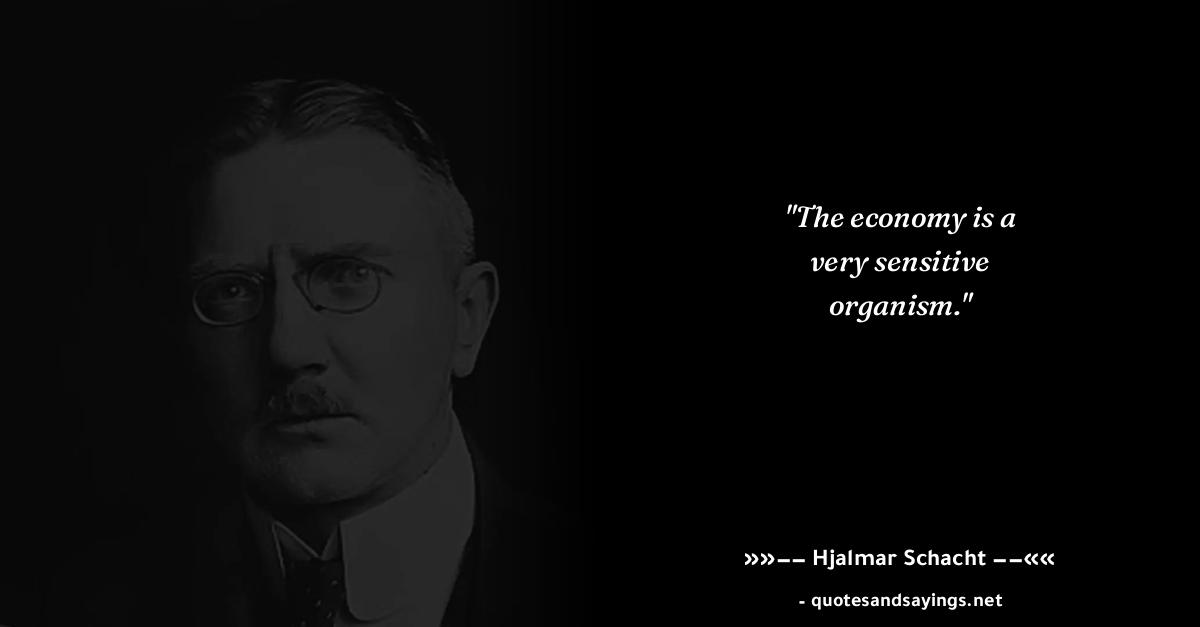 "The economy is a
very sensitive
organism."
»»–– Hjalmar Schacht ––««
- quotesandsayings.net